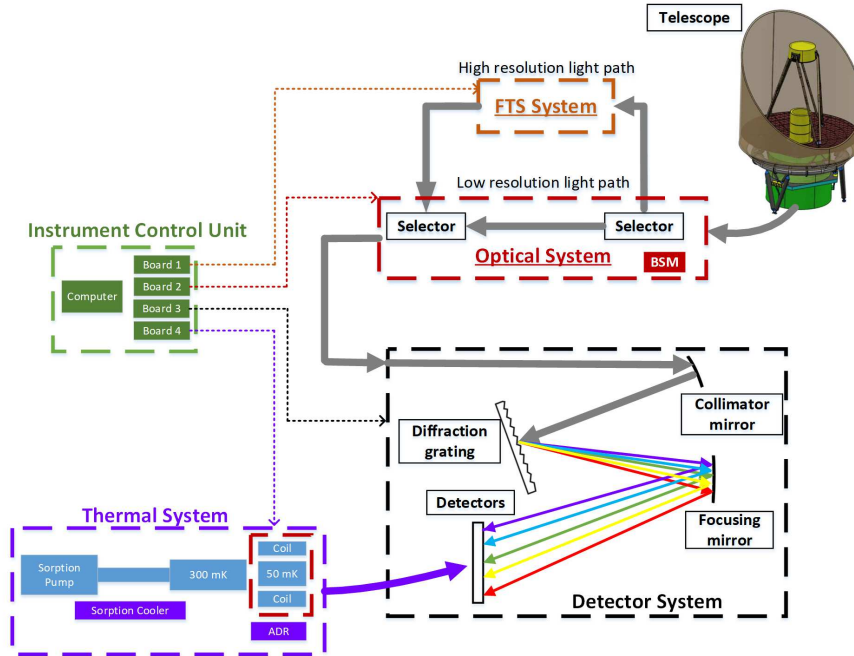 Telescope
High resolution light path
FTS System
Low resolution light path
Selector
Selector
Optical System
BSM
Instrument Control Unit
Computer
Board 1
Board 2
Board 3
Board 4
Collimator
mirror
Diffraction
grating
Detectors
Focusing
mirror
Detector System
Thermal System
Sorption
Pump
300 mK
Coil
50 mK
Coil
Sorption Cooler
ADR